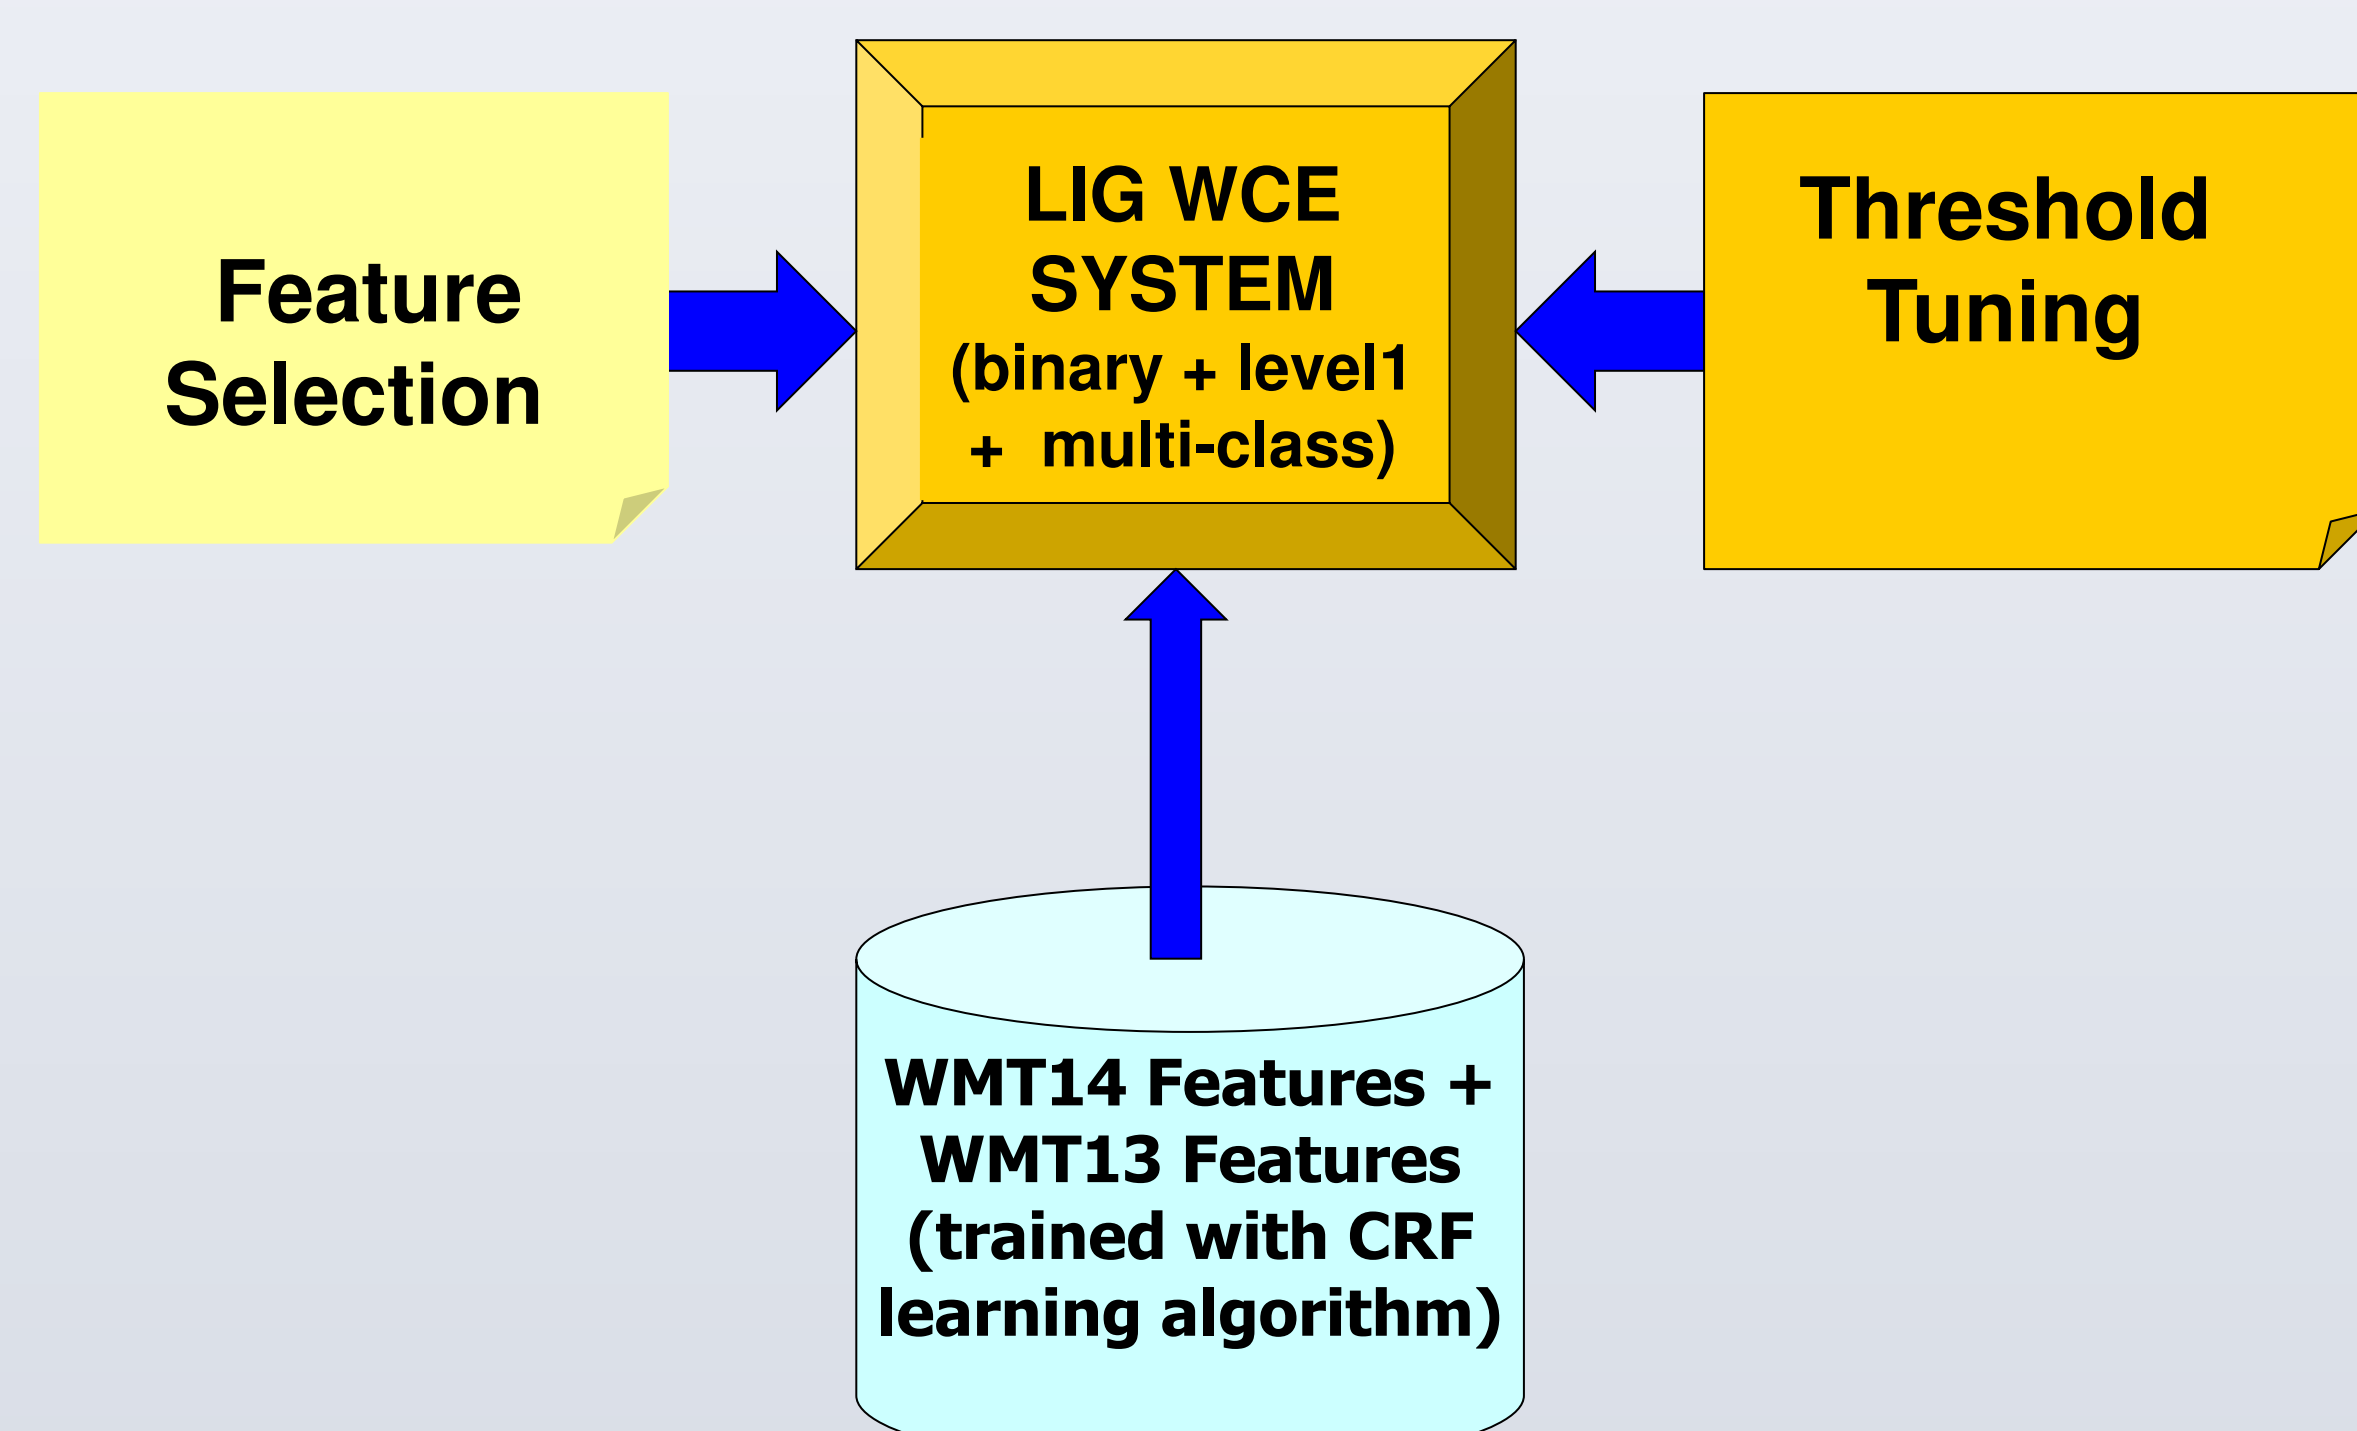 Feature
Selection
LIG WCE
SYSTEM
(binary + level1
+ multi-class)
Threshold
Tuning
WMT14 Features +
WMT13 Features
(trained with CRF
learning algorithm)